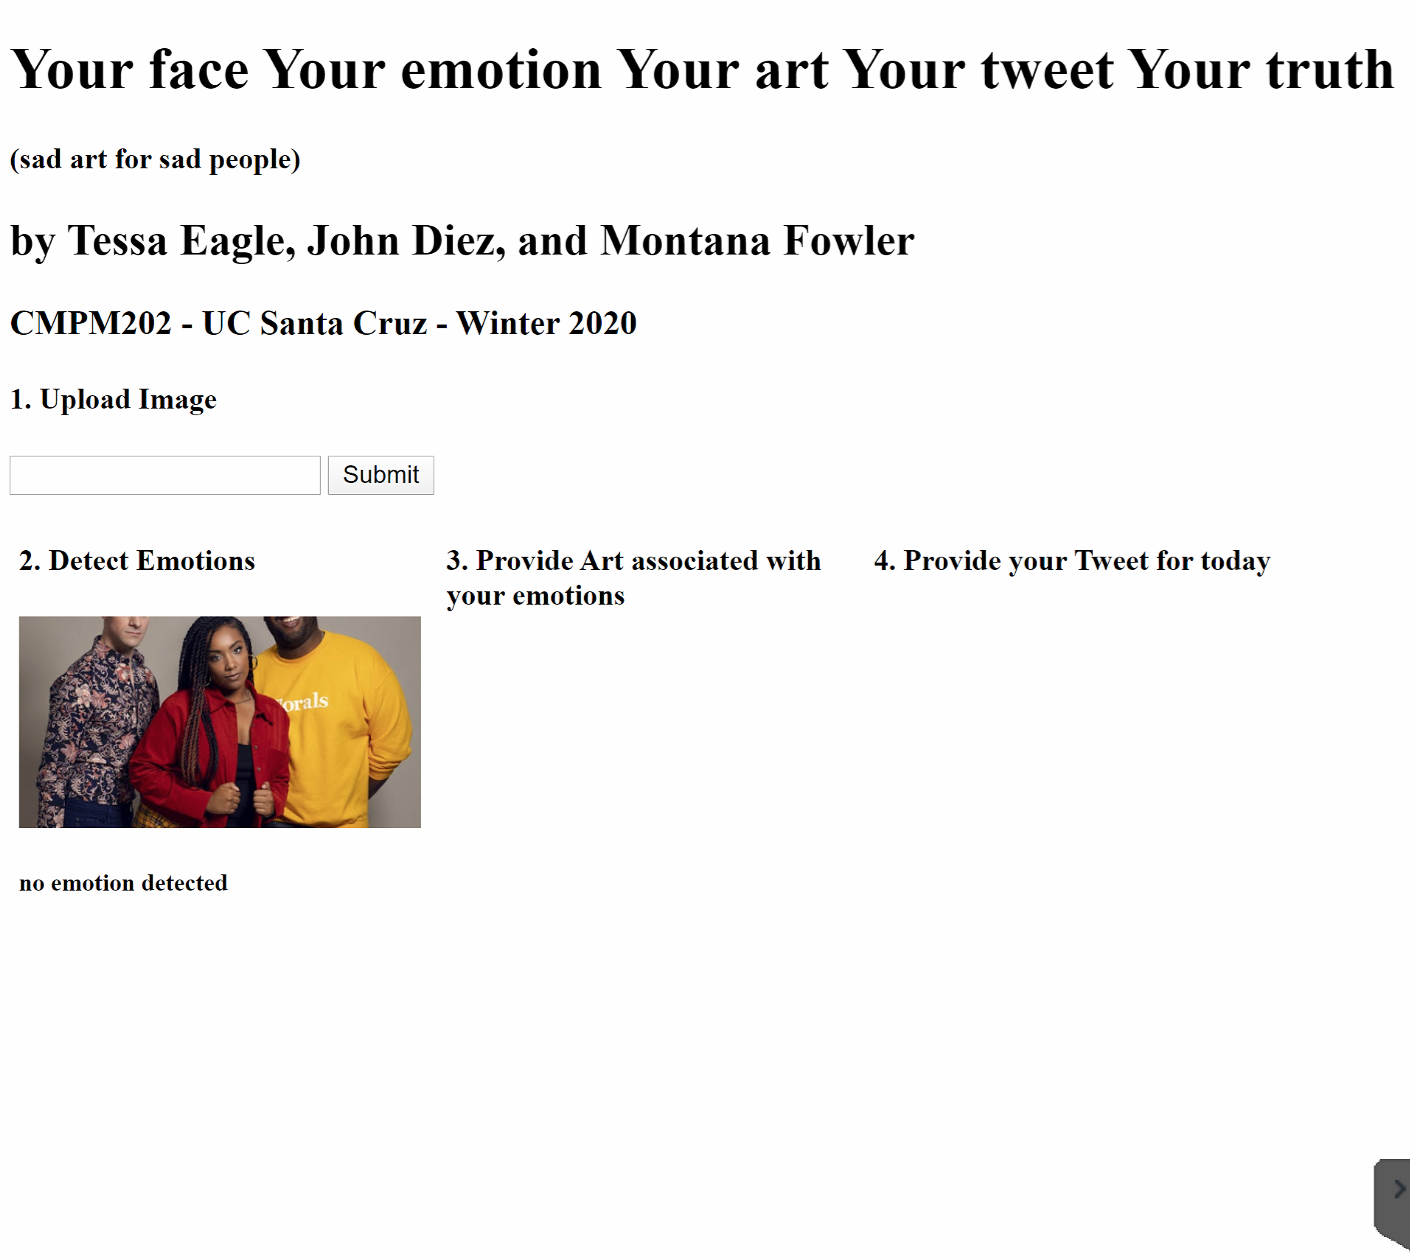 Your face Your emotion Your art Your tweet Your truth
(sad art for sad people)
by Tessa Eagle, John Diez, and Montana Fowler
CMPM202 - UC Santa Cruz - Winter 2020
1. Upload Image
Submit
2. Detect Emotions
3. Provide Art associated with
your emotions
4. Provide your Tweet for today
orals
no emotion detected